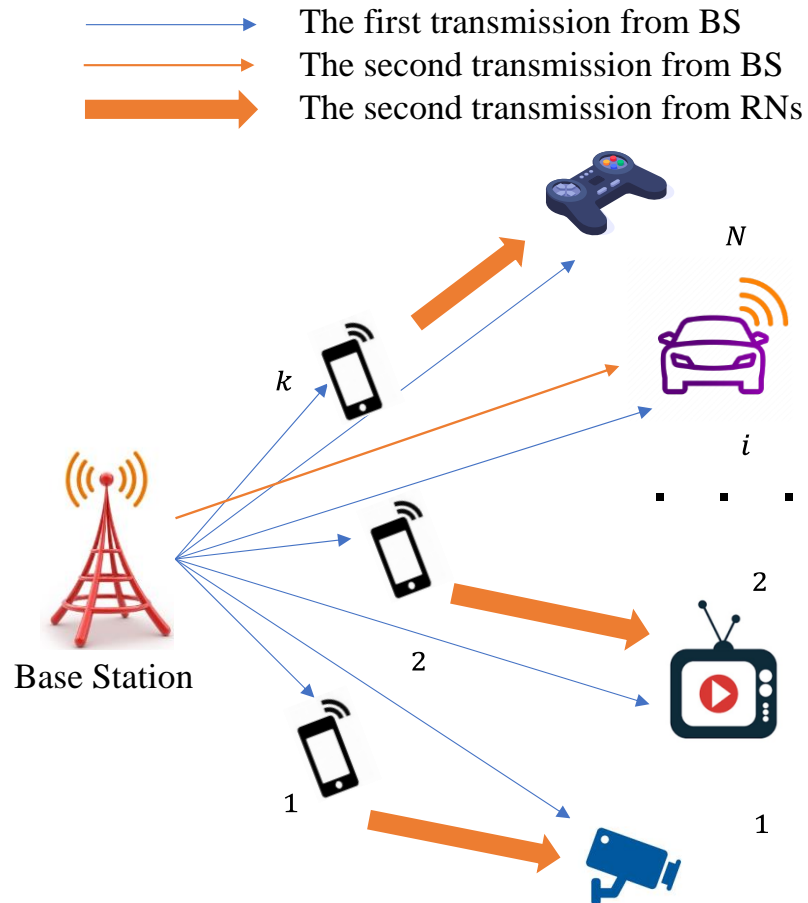 The first transmission from BS
The second transmission from BS
The second transmission from RNs
N
k
i
. . .
2
2
Base Station
1
1